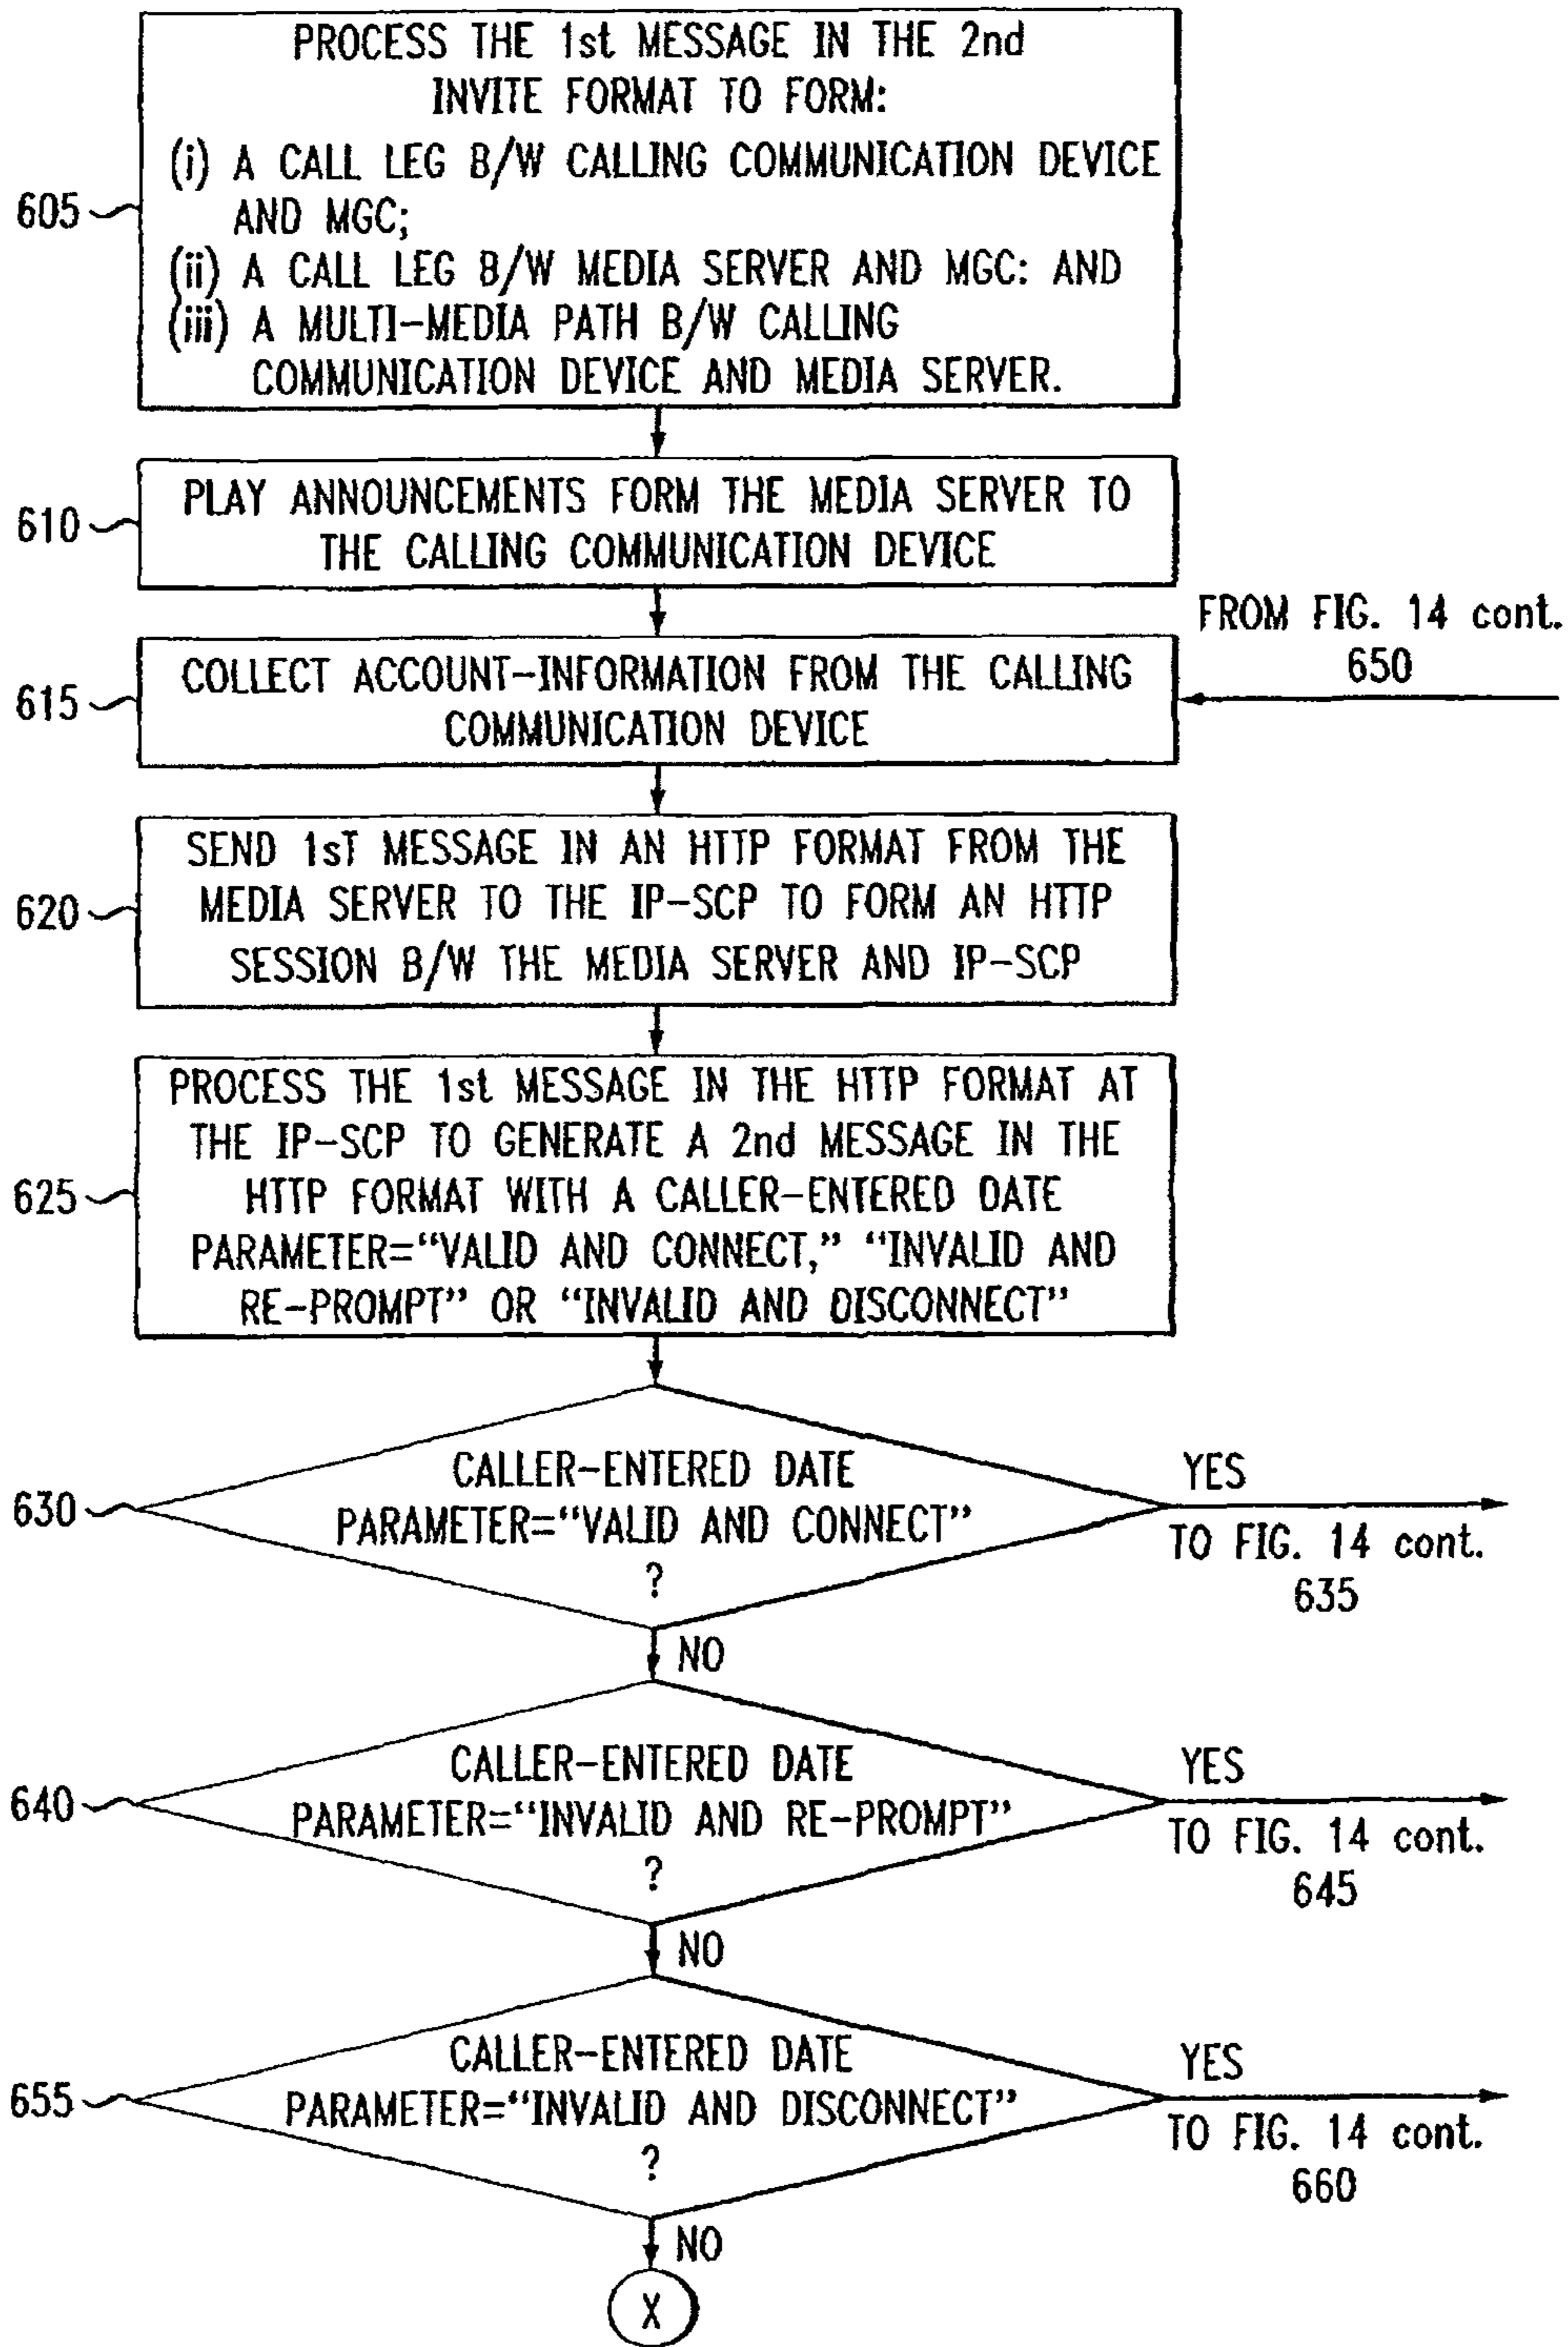 PROCESS THE 1st MESSAGE IN THE 2nd
INVITE FORMAT TO FORM:
(i) A CALL LEG B/W CALLING COMMUNICATION DEVICE
AND MGC;
(ii) A CALL LEG B/W MEDIA SERVER AND MGC: AND
(iii) A MULTI-MEDIA PATH B/W CALLING
COMMUNICATION DEVICE AND MEDIA SERVER.
605
PLAY ANNOUNCEMENTS FORM THE MEDIA SERVER TO
THE CALLING COMMUNICATION DEVICE
610
FROM FIG. 14 cont.
650
COLLECT ACCOUNT-INFORMATION FROM THE CALLING
COMMUNICATION DEVICE
615
SEND 1sT MESSAGE IN AN HTTP FORMAT FROM THE
MEDIA SERVER TO THE IP-SCP TO FORM AN HTTP
SESSION B/W THE MEDIA SERVER AND IP-SCP
620
PROCESS THE 1st MESSAGE IN THE HTTP FORMAT AT
THE IP-SCP TO GENERATE A 2nd MESSAGE IN THE
HTTP FORMAT WITH A CALLER-ENTERED DATE
PARAMETER="VALID AND CONNECT," "INVALID AND
RE-PROMPT" OR "INVALID AND DISCONNECT"
625
CALLER-ENTERED DATE
PARAMETER="VALID AND CONNECT"
?
630
YES
TO FIG. 14 cont.
635
NO
CALLER-ENTERED DATE
PARAMETER="INVALID AND RE-PROMPT"
?
640
YES
TO FIG. 14 cont.
645
NO
CALLER-ENTERED DATE
PARAMETER="INVALID AND DISCONNECT"
?
655
YES
TO FIG. 14 cont.
660
NO
X